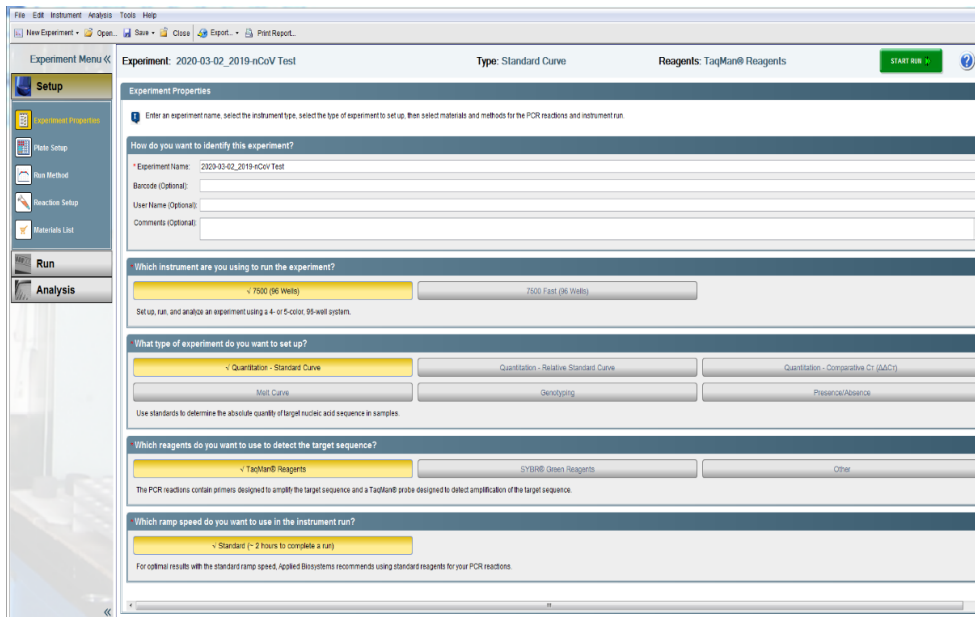 File Edit Instrument Analysis Tools Help
New Experiment Open... Save Close Export... Print Report...
Experiment Menu «
Experiment: 2020-03-02_2019-nCoV Test Type: Standard Curve Reagents: TaqMan® Reagents START RUN ?
Setup
Experiment Properties
Plate Setup
Run Method
Reaction Setup
Materials List
Run
Analysis
«
Experiment Properties
Enter an experiment name, select the instrument type, select the type of experiment to set up, then select materials and methods for the PCR reactions and instrument run.
How do you want to identify this experiment?
* Experiment Name: 2020-03-02_2019-nCoV Test
Barcode (Optional):
User Name (Optional):
Comments (Optional):
* Which instrument are you using to run the experiment?
√ 7500 (96 Wells) 7500 Fast (96 Wells)
Set up, run, and analyze an experiment using a 4- or 5-color, 96-well system.
* What type of experiment do you want to set up?
√ Quantitation - Standard Curve Quantitation - Relative Standard Curve Quantitation - Comparative CT (ΔΔCT)
Melt Curve Genotyping Presence/Absence
Use standards to determine the absolute quantity of target nucleic acid sequence in samples.
* Which reagents do you want to use to detect the target sequence?
√ TaqMan® Reagents SYBR® Green Reagents Other
The PCR reactions contain primers designed to amplify the target sequence and a TaqMan® probe designed to detect amplification of the target sequence.
* Which ramp speed do you want to use in the instrument run?
√ Standard (~ 2 hours to complete a run)
For optimal results with the standard ramp speed, Applied Biosystems recommends using standard reagents for your PCR reactions.